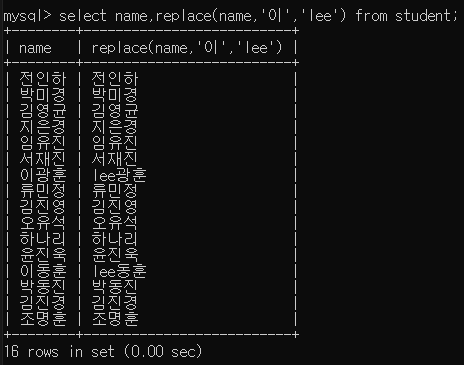 mysql> select name,replace(name,'이','lee') from student;
+--------+---------------------------+
| name | replace(name,'이','lee') |
+--------+---------------------------+
| 전인하 | 전인하 |
| 박미경 | 박미경 |
| 김영균 | 김영균 |
| 지은경 | 지은경 |
| 임유진 | 임유진 |
| 서재진 | 서재진 |
| 이광훈 | lee광훈 |
| 류민정 | 류민정 |
| 김진영 | 김진영 |
| 오유석 | 오유석 |
| 하나리 | 하나리 |
| 윤진욱 | 윤진욱 |
| 이동훈 | lee동훈 |
| 박동진 | 박동진 |
| 김진경 | 김진경 |
| 조명훈 | 조명훈 |
+--------+---------------------------+
16 rows in set (0.00 sec)